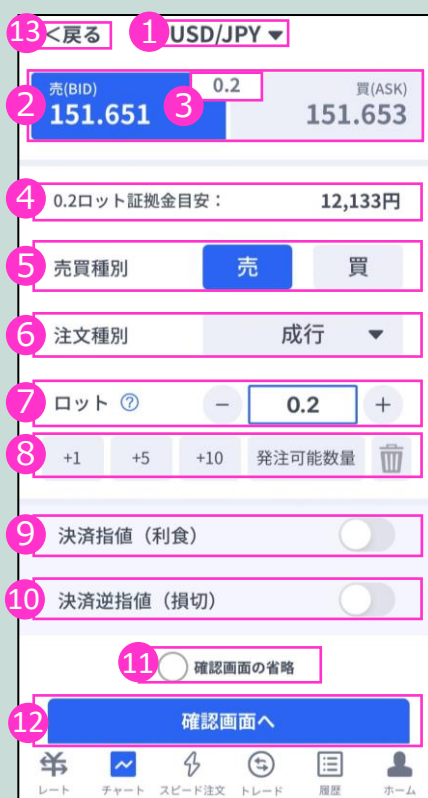 13 <戻る 1 USD/JPY ▼
売(BID) 0.2 買(ASK)
2 151.651 3 151.653
4 0.2ロット証拠金目安： 12,133円
5 売買種別 売 買
6 注文種別 成行 ▼
7 ロット ? − 0.2 +
8 +1 +5 +10 発注可能数量
9 決済指値（利食）
10 決済逆指値（損切）
11 確認画面の省略
12 確認画面へ
レート チャート スピード注文 トレード 履歴 ホーム